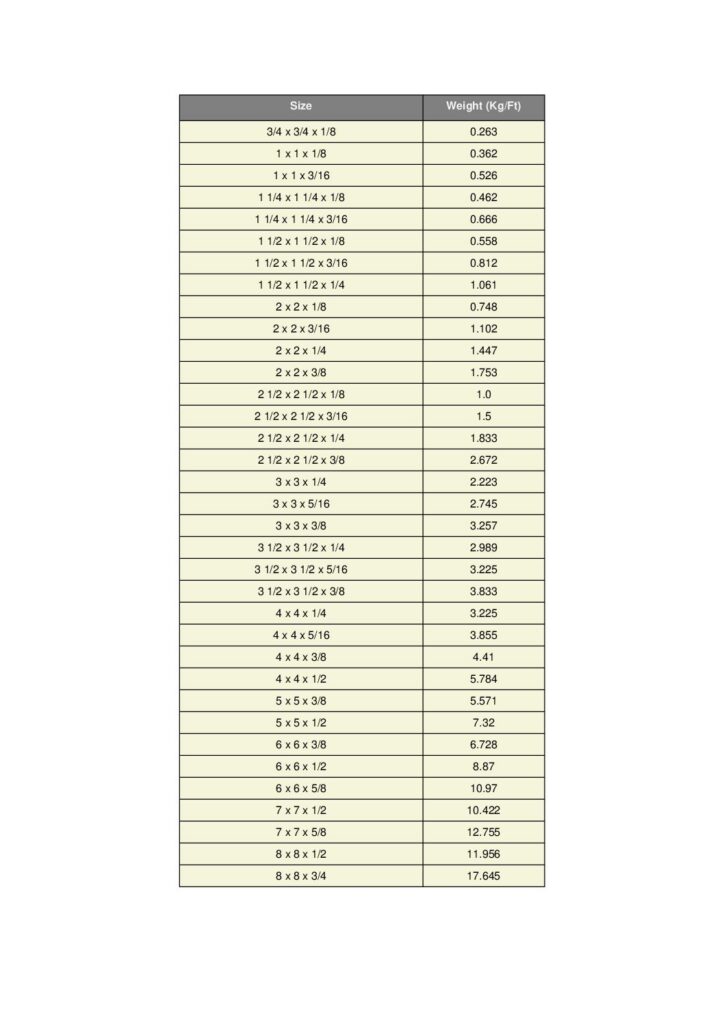 Size Weight (Kg/Ft)
3/4 x 3/4 x 1/8 0.263
1 x 1 x 1/8 0.362
1 x 1 x 3/16 0.526
1 1/4 x 1 1/4 x 1/8 0.462
1 1/4 x 1 1/4 x 3/16 0.666
1 1/2 x 1 1/2 x 1/8 0.558
1 1/2 x 1 1/2 x 3/16 0.812
1 1/2 x 1 1/2 x 1/4 1.061
2 x 2 x 1/8 0.748
2 x 2 x 3/16 1.102
2 x 2 x 1/4 1.447
2 x 2 x 3/8 1.753
2 1/2 x 2 1/2 x 1/8 1.0
2 1/2 x 2 1/2 x 3/16 1.5
2 1/2 x 2 1/2 x 1/4 1.833
2 1/2 x 2 1/2 x 3/8 2.672
3 x 3 x 1/4 2.223
3 x 3 x 5/16 2.745
3 x 3 x 3/8 3.257
3 1/2 x 3 1/2 x 1/4 2.989
3 1/2 x 3 1/2 x 5/16 3.225
3 1/2 x 3 1/2 x 3/8 3.833
4 x 4 x 1/4 3.225
4 x 4 x 5/16 3.855
4 x 4 x 3/8 4.41
4 x 4 x 1/2 5.784
5 x 5 x 3/8 5.571
5 x 5 x 1/2 7.32
6 x 6 x 3/8 6.728
6 x 6 x 1/2 8.87
6 x 6 x 5/8 10.97
7 x 7 x 1/2 10.422
7 x 7 x 5/8 12.755
8 x 8 x 1/2 11.956
8 x 8 x 3/4 17.645